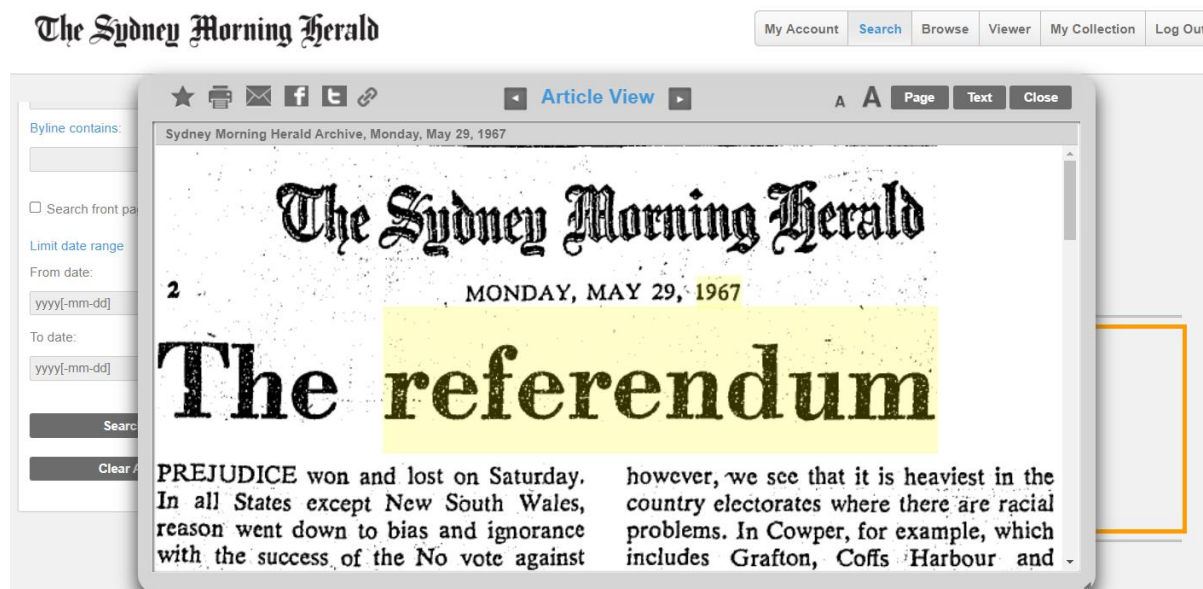 The Sydney Morning Herald
My Account Search Browse Viewer My Collection Log Out
Article View
A A Page Text Close
Sydney Morning Herald Archive, Monday, May 29, 1967
Byline contains:
Search front pa
Limit date range
From date:
yyyy[-mm-dd]
To date:
yyyy[-mm-dd]
Searc
Clear A
The Sydney Morning Herald
2 MONDAY, MAY 29, 1967
The referendum
PREJUDICE won and lost on Saturday.
In all States except New South Wales,
reason went down to bias and ignorance
with the success of the No vote against
however, we see that it is heaviest in the
country electorates where there are racial
problems. In Cowper, for example, which
includes Grafton, Coffs Harbour and